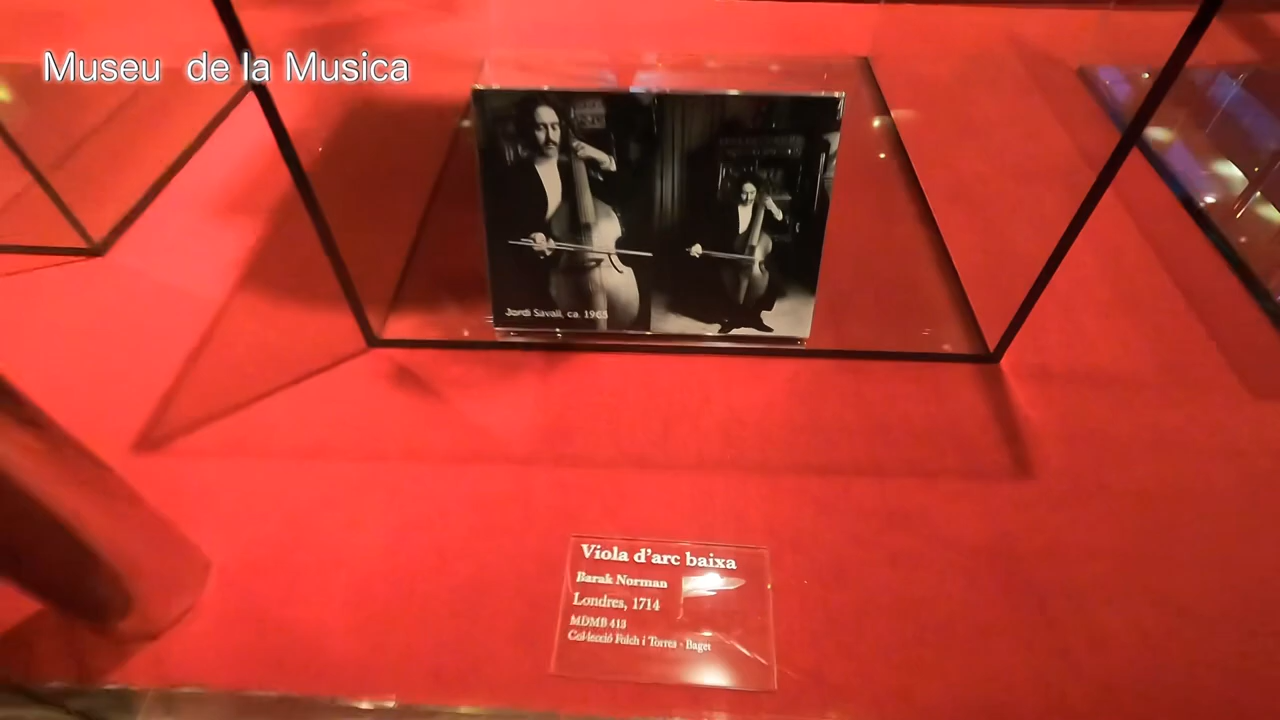 Museu de la Musica
Jordi Savall, ca. 1965
Viola d'arc baixa
Barak Norman
Londres, 1714
MDMB 413
Col·lecció Folch i Torres - Baget